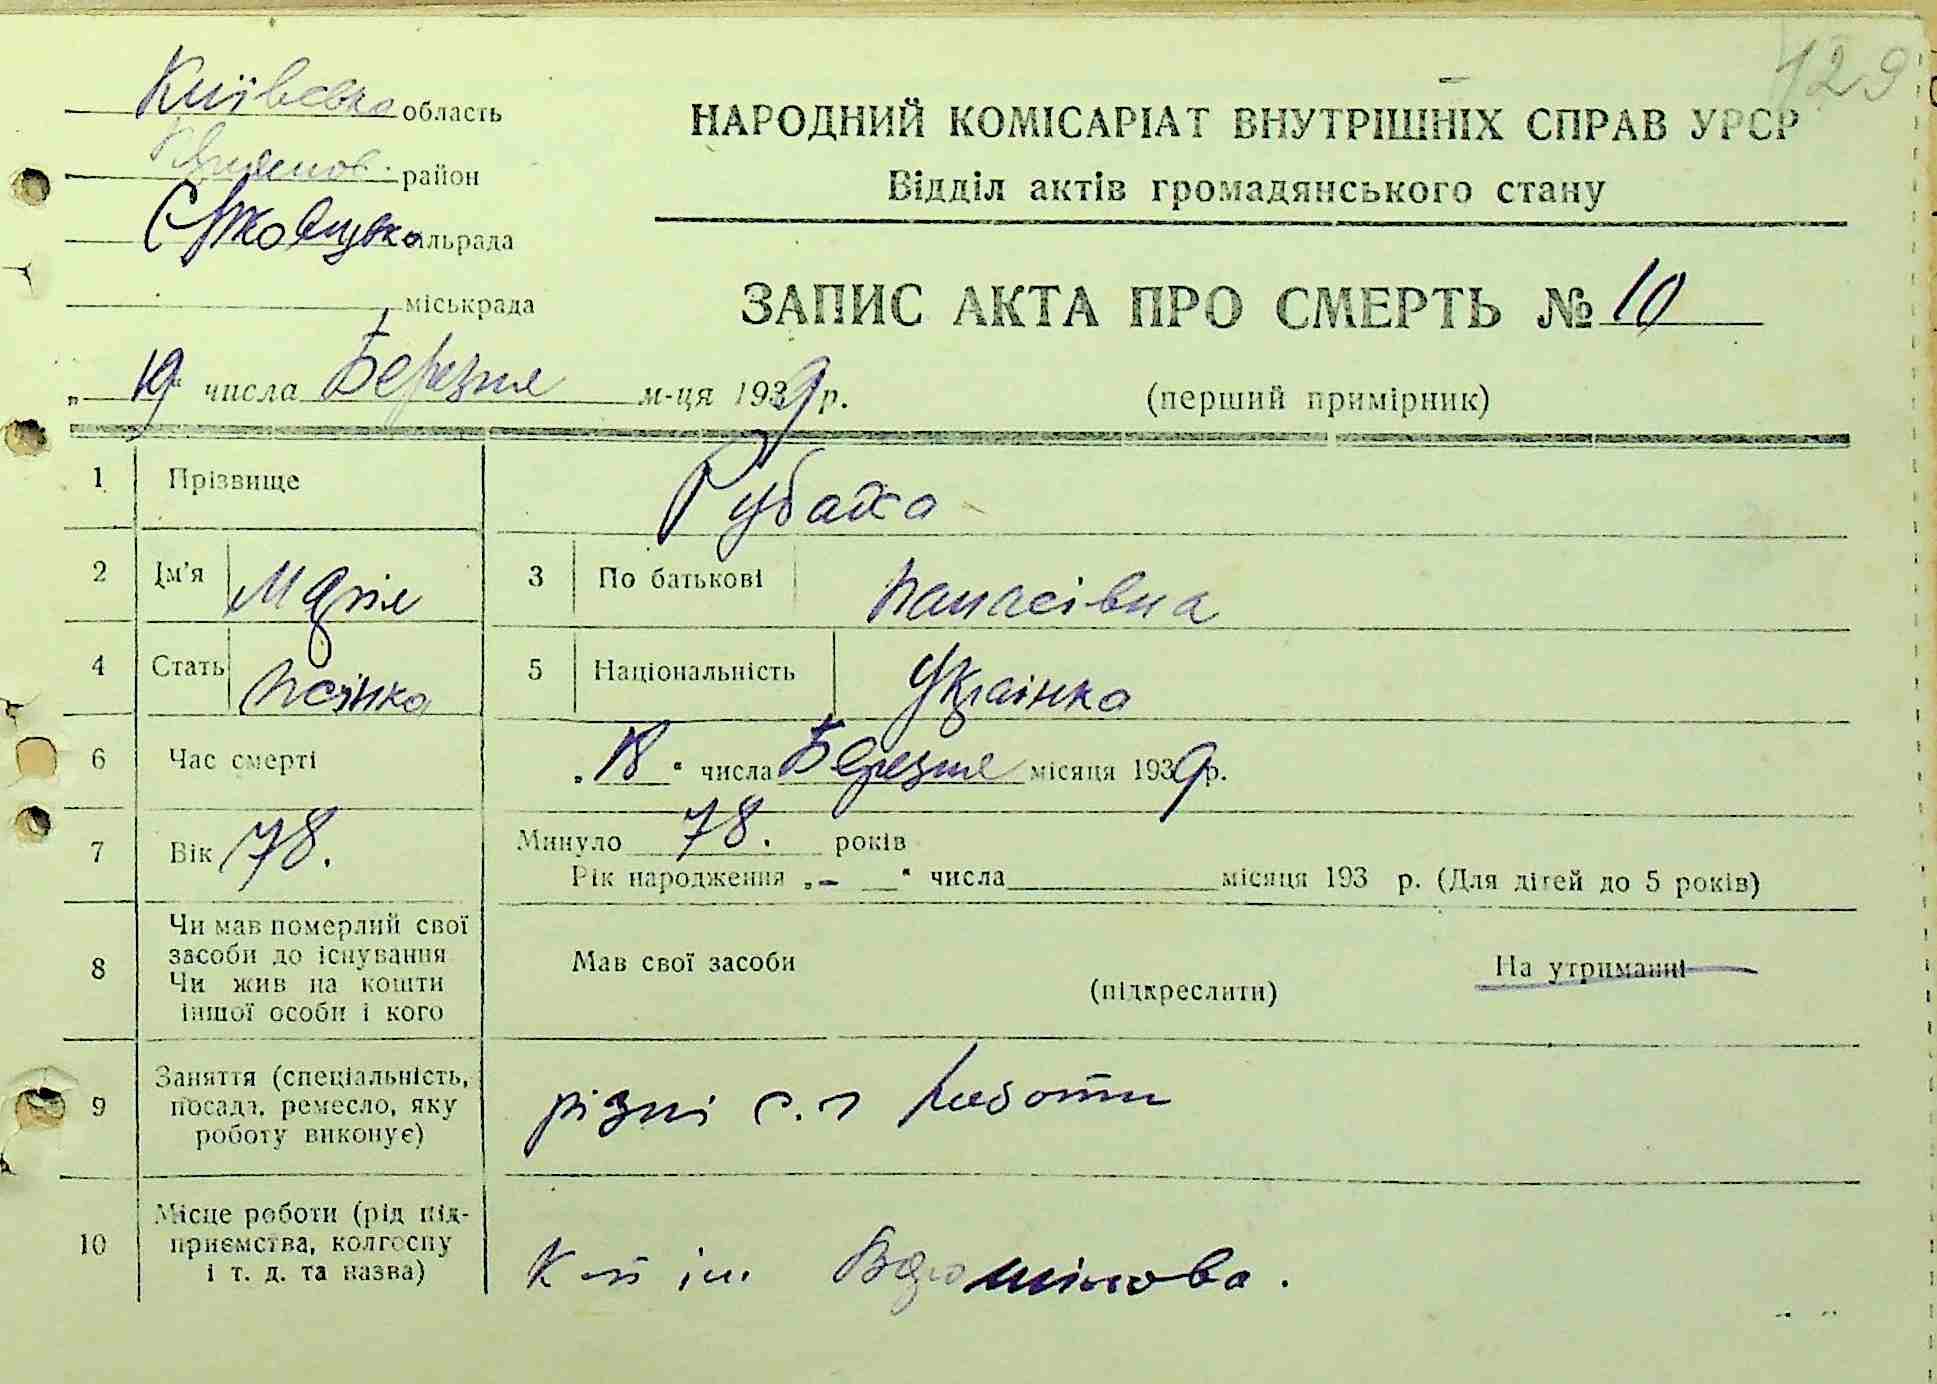 129
Київська область
район
сільрада
міськрада
НАРОДНИЙ КОМІСАРІАТ ВНУТРІШНІХ СПРАВ УРСР
Відділ актів громадянського стану
ЗАПИС АКТА ПРО СМЕРТЬ № 10
„ 19 “ числа Березня м-ця 1939 р.
(перший примірник)
1 Прізвище Рубаха
2 Ім'я Марія 3 По батькові Панасівна
4 Стать жінка 5 Національність Українка
6 Час смерті „ 18 “ числа Березня місяця 1939 р.
7 Вік 78. Минуло 78. років
Рік народження „ – “ числа місяця 193 р. (Для дітей до 5 років)
8 Чи мав померлий свої
засоби до існування
Чи жив на кошти
іншої особи і кого
Мав свої засоби
(підкреслити)
На утриманні
9 Заняття (спеціальність,
посада, ремесло, яку
роботу виконує)
різні с.г роботи
10 Місце роботи (рід під-
приємства, колгоспу
і т. д. та назва)
К-п ім. Ворошилова.